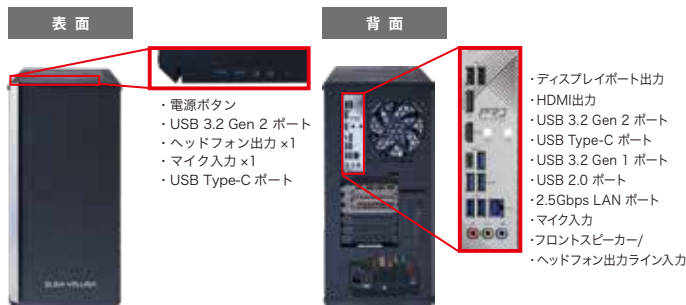 表 面
・電源ボタン
・USB 3.2 Gen 2 ポート
・ヘッドフォン出力 ×1
・マイク入力 ×1
・USB Type-C ポート
ELSA VELUGA
背 面
PRO
・ディスプレイポート出力
・HDMI出力
・USB 3.2 Gen 2 ポート
・USB Type-C ポート
・USB 3.2 Gen 1 ポート
・USB 2.0 ポート
・2.5Gbps LAN ポート
・マイク入力
・フロントスピーカー/
・ヘッドフォン出力ライン入力